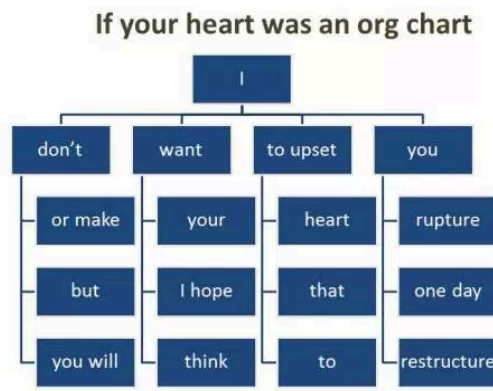 If your heart was an org chart
I
don't want to upset you
or make your heart rupture
but I hope that one day
you will think to restructure